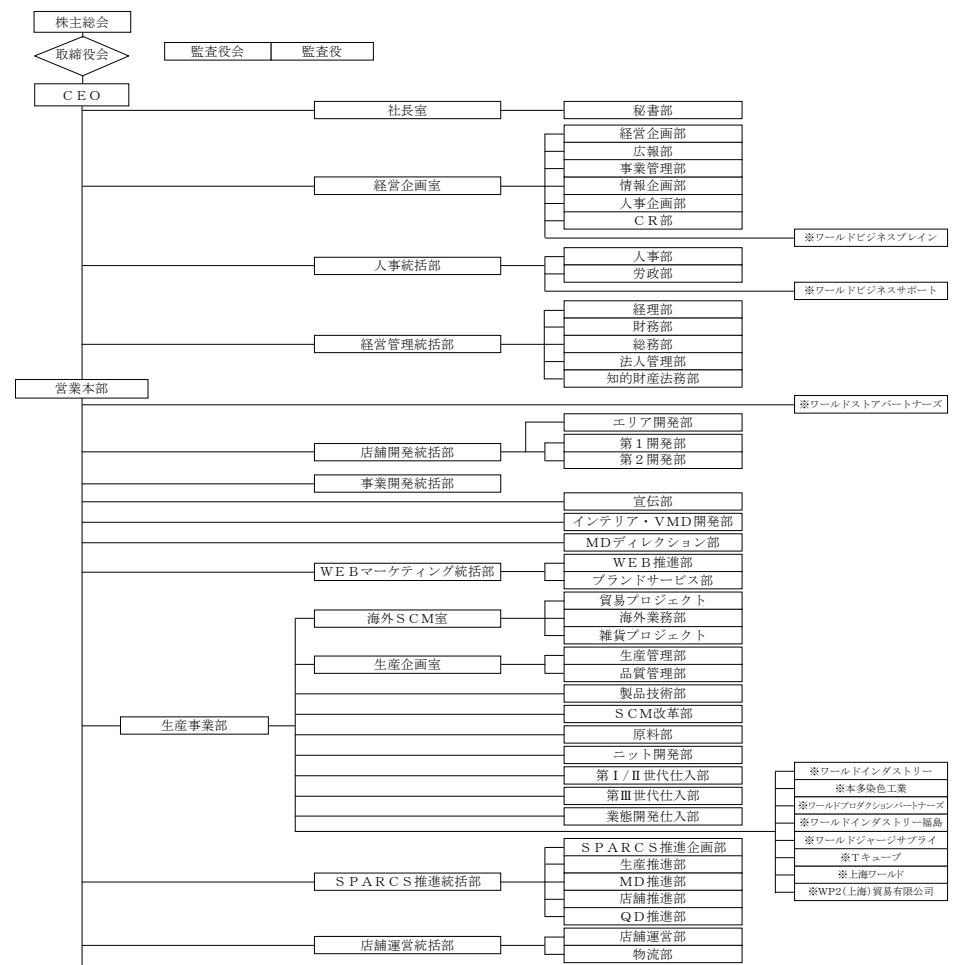 株主総会
取締役会
監査役会 監査役
ＣＥＯ
社長室 秘書部
経営企画室
経営企画部
広報部
事業管理部
情報企画部
人事企画部
ＣＲ部
※ワールドビジネスブレイン
人事統括部
人事部
労政部
※ワールドビジネスサポート
経営管理統括部
経理部
財務部
総務部
法人管理部
知的財産法務部
営業本部
※ワールドストアパートナーズ
店舗開発統括部
エリア開発部
第１開発部
第２開発部
事業開発統括部
宣伝部
インテリア・ＶＭＤ開発部
ＭＤディレクション部
ＷＥＢマーケティング統括部
ＷＥＢ推進部
ブランドサービス部
生産事業部
海外ＳＣＭ室
貿易プロジェクト
海外業務部
雑貨プロジェクト
生産企画室
生産管理部
品質管理部
製品技術部
ＳＣＭ改革部
原料部
ニット開発部
第Ⅰ/Ⅱ世代仕入部
第Ⅲ世代仕入部
業態開発仕入部
※ワールドインダストリー
※本多染色工業
※ワールドプロダクションパートナーズ
※ワールドインダストリー福島
※ワールドジャージサプライ
※Ｔキューブ
※上海ワールド
※WP2(上海)貿易有限公司
ＳＰＡＲＣＳ推進統括部
ＳＰＡＲＣＳ推進企画部
生産推進部
ＭＤ推進部
店舗推進部
ＱＤ推進部
店舗運営統括部
店舗運営部
物流部